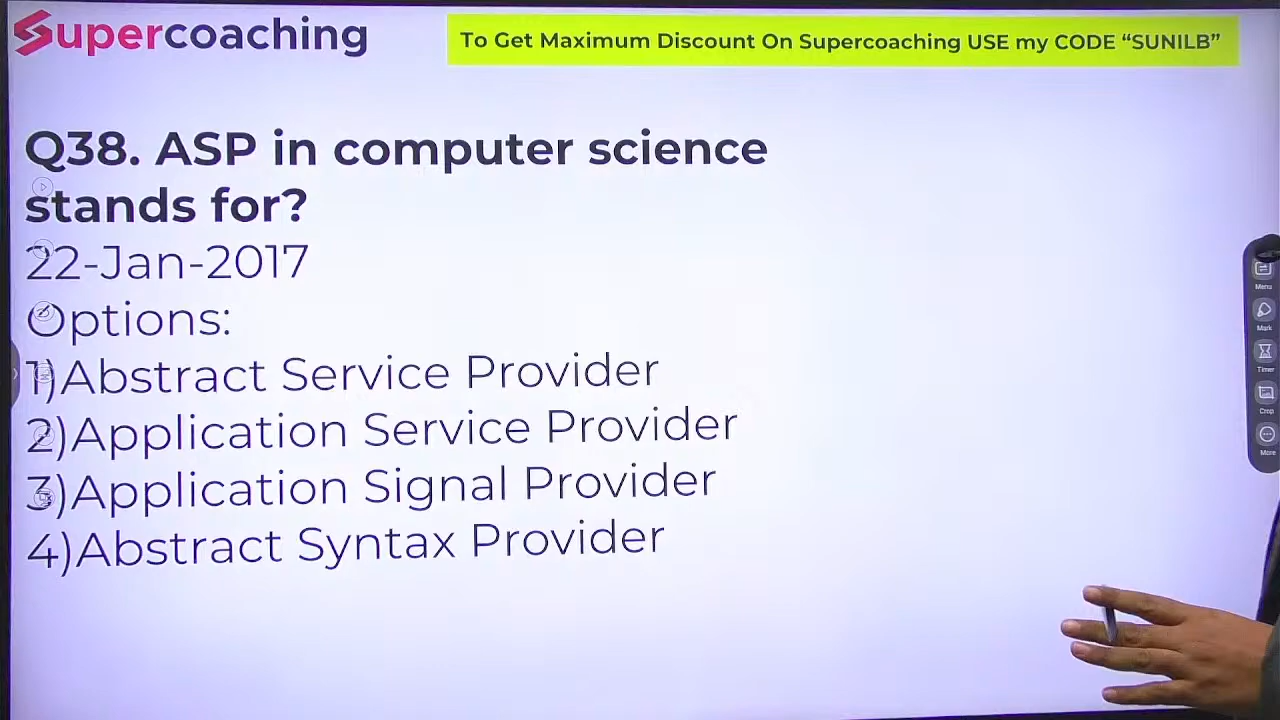 Supercoaching
To Get Maximum Discount On Supercoaching USE my CODE “SUNILB”
Q38. ASP in computer science
stands for?
22-Jan-2017
Options:
1)Abstract Service Provider
2)Application Service Provider
3)Application Signal Provider
4)Abstract Syntax Provider
Menu
Mark
Timer
Crop
More